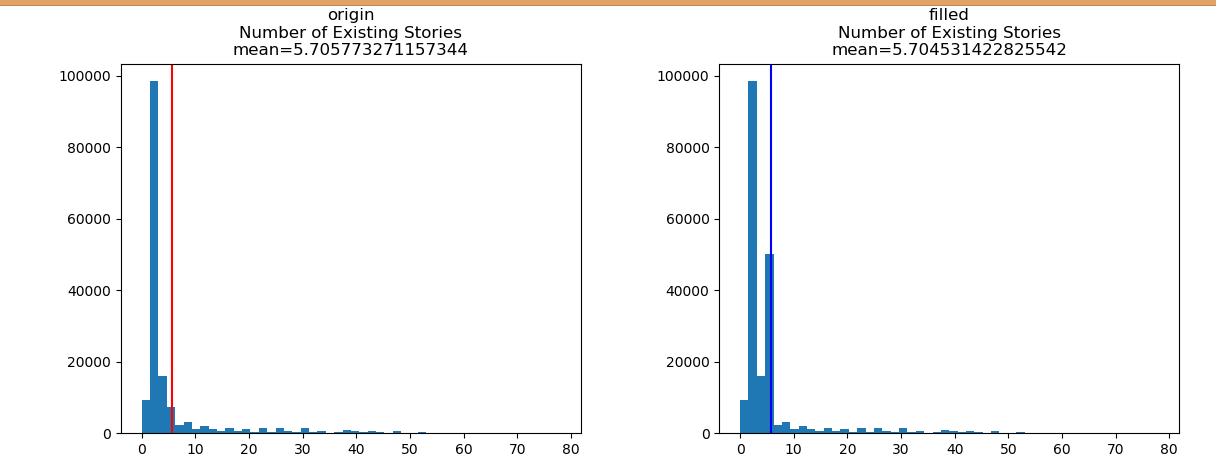 origin
Number of Existing Stories
mean=5.705773271157344
100000
80000
60000
40000
20000
0
0 10 20 30 40 50 60 70 80
filled
Number of Existing Stories
mean=5.704531422825542
100000
80000
60000
40000
20000
0
0 10 20 30 40 50 60 70 80